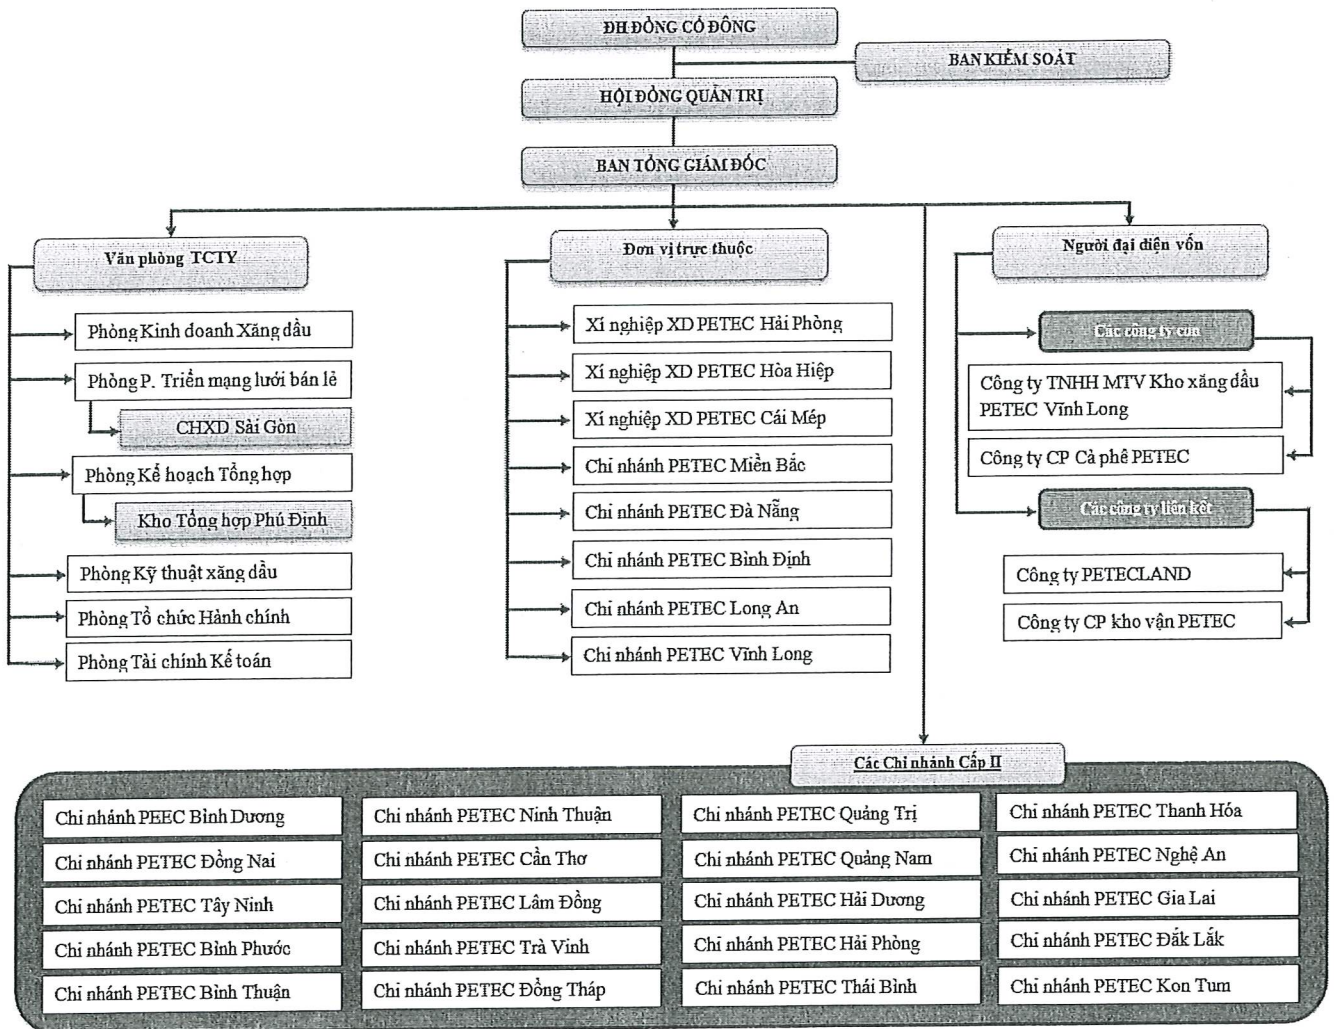 ĐH ĐỒNG CỔ ĐÔNG
BAN KIỂM SOÁT
HỘI ĐỒNG QUẢN TRỊ
BAN TỔNG GIÁM ĐỐC
Văn phòng TCTY
Phòng Kinh doanh Xăng dầu
Phòng P. Triển mạng lưới bán lẻ
CHXD Sài Gòn
Phòng Kế hoạch Tổng hợp
Kho Tổng hợp Phú Định
Phòng Kỹ thuật xăng dầu
Phòng Tổ chức Hành chính
Phòng Tài chính Kế toán
Đơn vị trực thuộc
Xí nghiệp XD PETEC Hải Phòng
Xí nghiệp XD PETEC Hòa Hiệp
Xí nghiệp XD PETEC Cái Mép
Chi nhánh PETEC Miền Bắc
Chi nhánh PETEC Đà Nẵng
Chi nhánh PETEC Bình Định
Chi nhánh PETEC Long An
Chi nhánh PETEC Vĩnh Long
Người đại diện vốn
Các công ty con
Công ty TNHH MTV Kho xăng dầu
PETEC Vĩnh Long
Công ty CP Cà phê PETEC
Các công ty liên kết
Công ty PETECLAND
Công ty CP kho vận PETEC
Các Chi nhánh Cấp II
Chi nhánh PEEC Bình Dương
Chi nhánh PETEC Đồng Nai
Chi nhánh PETEC Tây Ninh
Chi nhánh PETEC Bình Phước
Chi nhánh PETEC Bình Thuận
Chi nhánh PETEC Ninh Thuận
Chi nhánh PETEC Cần Thơ
Chi nhánh PETEC Lâm Đồng
Chi nhánh PETEC Trà Vinh
Chi nhánh PETEC Đồng Tháp
Chi nhánh PETEC Quảng Trị
Chi nhánh PETEC Quảng Nam
Chi nhánh PETEC Hải Dương
Chi nhánh PETEC Hải Phòng
Chi nhánh PETEC Thái Bình
Chi nhánh PETEC Thanh Hóa
Chi nhánh PETEC Nghệ An
Chi nhánh PETEC Gia Lai
Chi nhánh PETEC Đắk Lắk
Chi nhánh PETEC Kon Tum